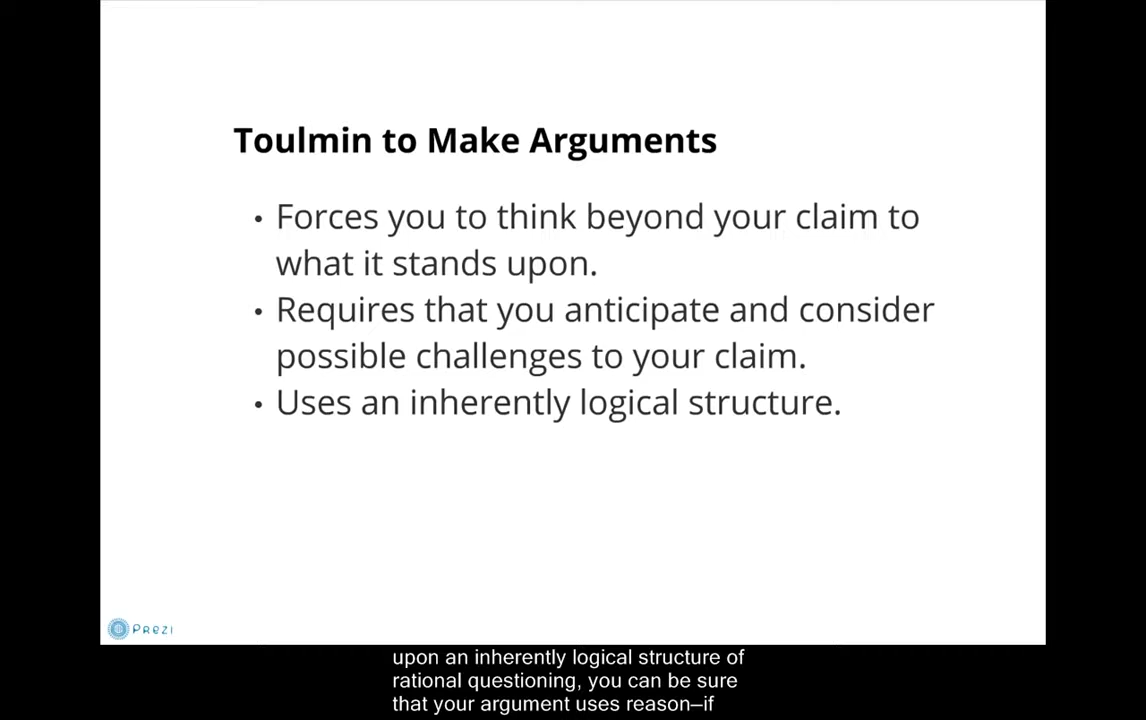 Toulmin to Make Arguments
• Forces you to think beyond your claim to
what it stands upon.
• Requires that you anticipate and consider
possible challenges to your claim.
• Uses an inherently logical structure.
Prezi
upon an inherently logical structure of
rational questioning, you can be sure
that your argument uses reason—if